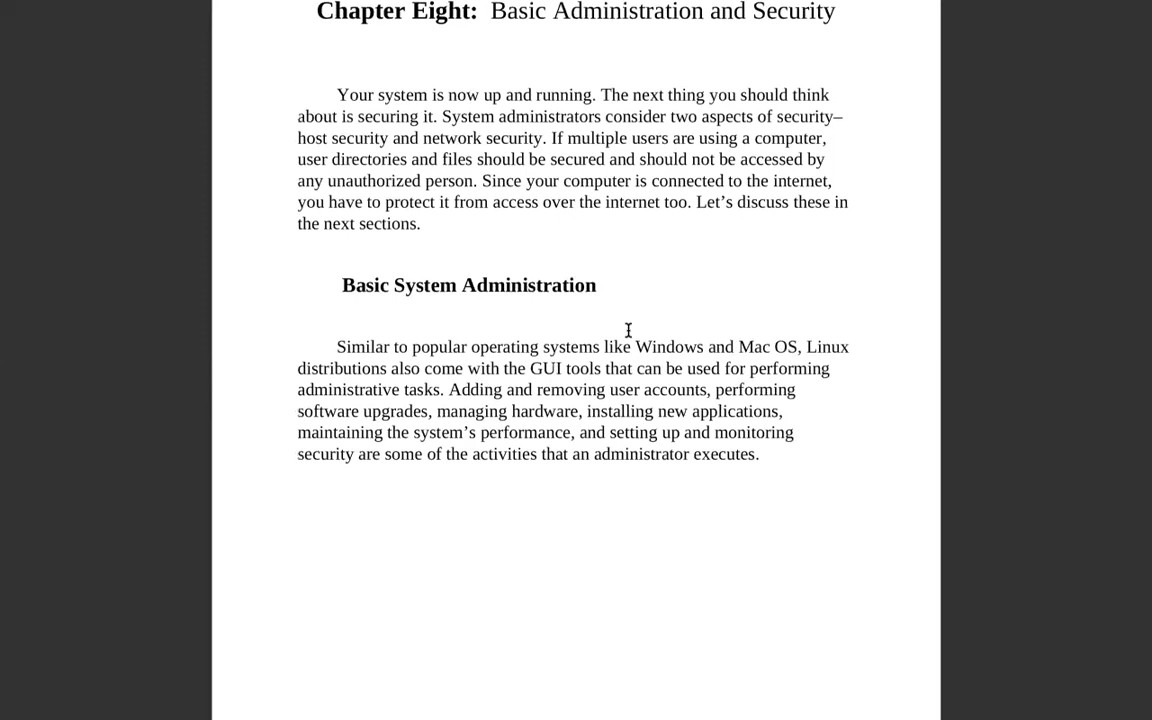 Chapter Eight:  Basic Administration and Security
Your system is now up and running. The next thing you should think
about is securing it. System administrators consider two aspects of security–
host security and network security. If multiple users are using a computer,
user directories and files should be secured and should not be accessed by
any unauthorized person. Since your computer is connected to the internet,
you have to protect it from access over the internet too. Let’s discuss these in
the next sections.
Basic System Administration
Similar to popular operating systems like Windows and Mac OS, Linux
distributions also come with the GUI tools that can be used for performing
administrative tasks. Adding and removing user accounts, performing
software upgrades, managing hardware, installing new applications,
maintaining the system’s performance, and setting up and monitoring
security are some of the activities that an administrator executes.